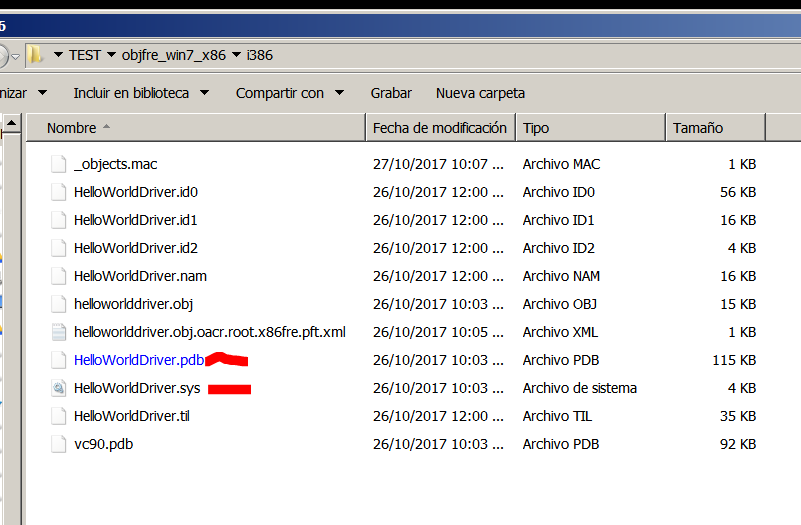 TEST objfre_win7_x86 i386
nizar Incluir en biblioteca Compartir con Grabar Nueva carpeta
Nombre Fecha de modificación Tipo Tamaño
_objects.mac 27/10/2017 10:07 ... Archivo MAC 1 KB
HelloWorldDriver.id0 26/10/2017 12:00 ... Archivo ID0 56 KB
HelloWorldDriver.id1 26/10/2017 12:00 ... Archivo ID1 16 KB
HelloWorldDriver.id2 26/10/2017 12:00 ... Archivo ID2 4 KB
HelloWorldDriver.nam 26/10/2017 12:00 ... Archivo NAM 16 KB
helloworlddriver.obj 26/10/2017 10:03 ... Archivo OBJ 15 KB
helloworlddriver.obj.oacr.root.x86fre.pft.xml 26/10/2017 10:05 ... Archivo XML 1 KB
HelloWorldDriver.pdb 26/10/2017 10:03 ... Archivo PDB 115 KB
HelloWorldDriver.sys 26/10/2017 10:03 ... Archivo de sistema 4 KB
HelloWorldDriver.til 26/10/2017 12:00 ... Archivo TIL 35 KB
vc90.pdb 26/10/2017 10:03 ... Archivo PDB 92 KB